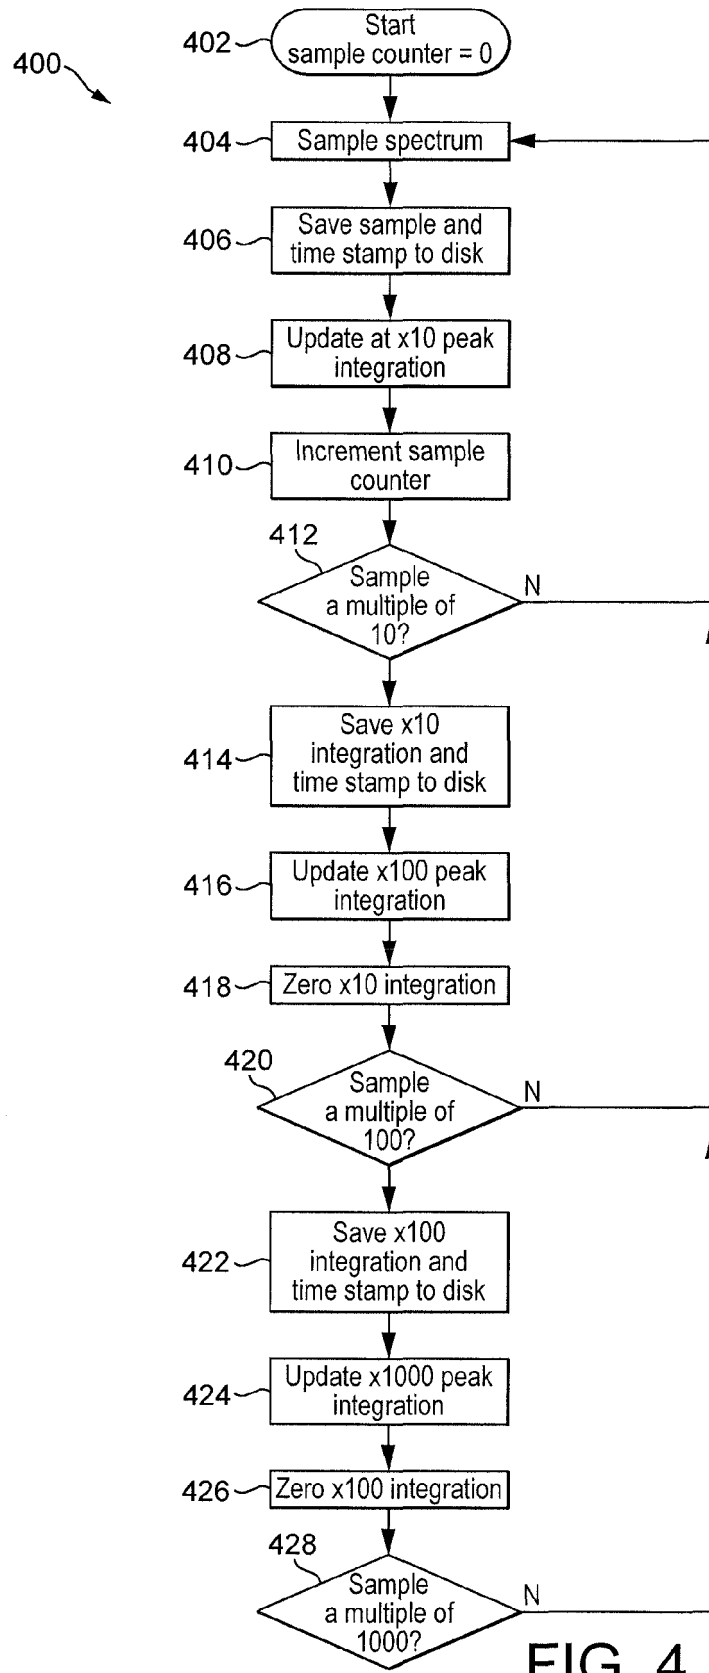 400
402
Start
sample counter = 0
404
Sample spectrum
406
Save sample and
time stamp to disk
408
Update at x10 peak
integration
410
Increment sample
counter
412
Sample
a multiple of
10?
N
414
Save x10
integration and
time stamp to disk
416
Update x100 peak
integration
418
Zero x10 integration
420
Sample
a multiple of
100?
N
422
Save x100
integration and
time stamp to disk
424
Update x1000 peak
integration
426
Zero x100 integration
428
Sample
a multiple of
1000?
N
FIG. 4